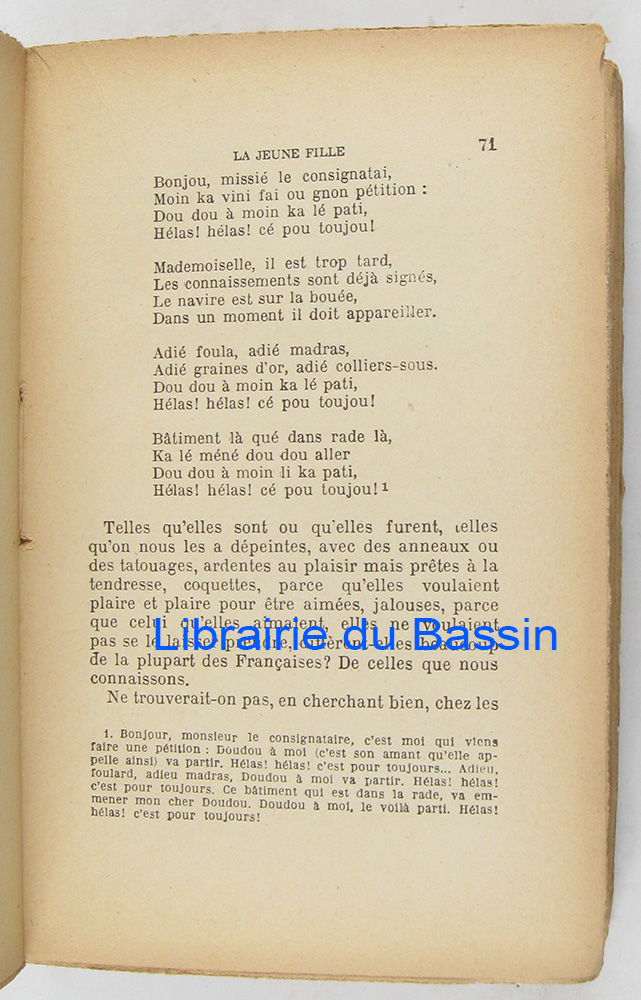 LA JEUNE FILLE 71
Bonjou, missié le consignatai,
Moin ka vini fai ou gnon pétition :
Dou dou à moin ka lé pati,
Hélas! hélas! cé pou toujou!
Mademoiselle, il est trop tard,
Les connaissements sont déjà signés,
Le navire est sur la bouée,
Dans un moment il doit appareiller.
Adié foula, adié madras,
Adié graines d'or, adié colliers-sous.
Dou dou à moin ka lé pati,
Hélas! hélas! cé pou toujou!
Bâtiment là qué dans rade là,
Ka lé méné dou dou aller
Dou dou à moin li ka pati,
Hélas! hélas! cé pou toujou!1
Telles qu'elles sont ou qu'elles furent, telles
qu'on nous les a dépeintes, avec des anneaux ou
des tatouages, ardentes au plaisir mais prêtes à la
tendresse, coquettes, parce qu'elles voulaient
plaire et plaire pour être aimées, jalouses, parce
que celui qu'elles aimaient, elles ne voulaient
Librairie du Bassin
pas se le laisser prendre, diffèrent-elles beaucoup
de la plupart des Françaises? De celles que nous
connaissons.
Ne trouverait-on pas, en cherchant bien, chez les
1. Bonjour, monsieur le consignataire, c'est moi qui viens
faire une pétition : Doudou à moi (c'est son amant qu'elle ap-
pelle ainsi) va partir. Hélas! hélas! c'est pour toujours... Adieu,
foulard, adieu madras, Doudou à moi va partir. Hélas! hélas!
c'est pour toujours. Ce bâtiment qui est dans la rade, va em-
mener mon cher Doudou. Doudou à moi, le voilà parti. Hélas!
hélas! c'est pour toujours!